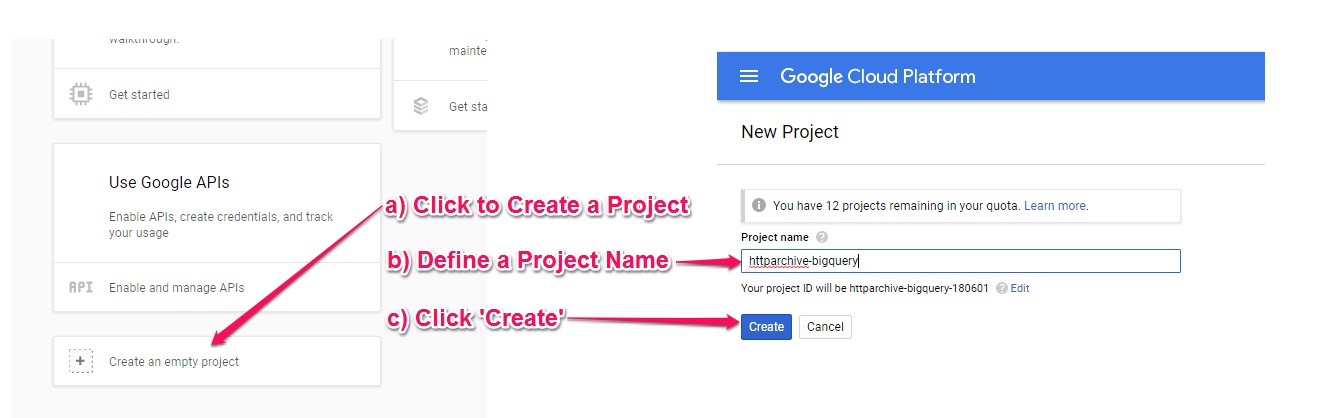 walkthrough.
Get started
mainte
Get sta
Use Google APIs
Enable APIs, create credentials, and track
your usage
API Enable and manage APIs
Create an empty project
a) Click to Create a Project
b) Define a Project Name
c) Click 'Create'
Google Cloud Platform
New Project
You have 12 projects remaining in your quota. Learn more.
Project name
httparchive-bigquery
Your project ID will be httparchive-bigquery-180601 Edit
Create Cancel